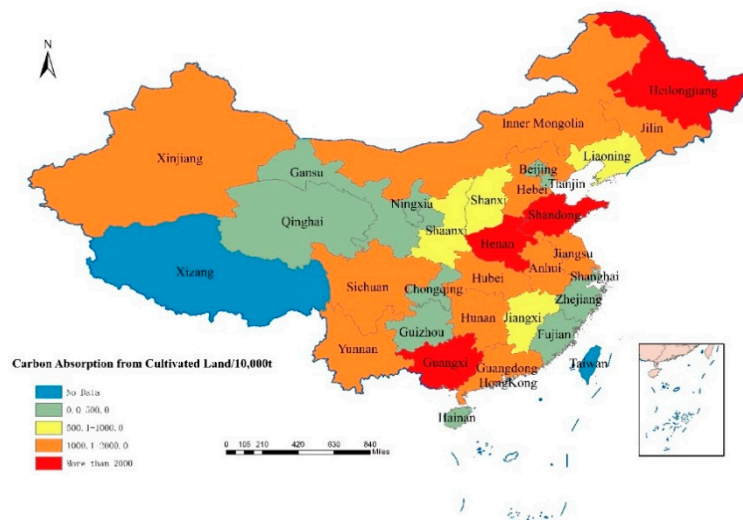 N
Heilongjiang
Inner Mongolia
Jilin
Xinjiang
Liaoning
Beijing
Gansu
Tianjin
Hebei
Ningxia
Shanxi
Shandong
Qinghai
Shaanxi
Henan
Jiangsu
Xizang
Anhui
Shanghai
Hubei
Sichuan
Chongqing
Zhejiang
Hunan
Jiangxi
Guizhou
Fujian
Yunnan
Guangxi
Guangdong
Taiwan
HongKong
Hainan
Carbon Absorption from Cultivated Land/10,000t
No Data
0.0-500.0
500.1-1000.0
1000.1-2000.0
More than 2000
0 105 210 420 630 840
Miles